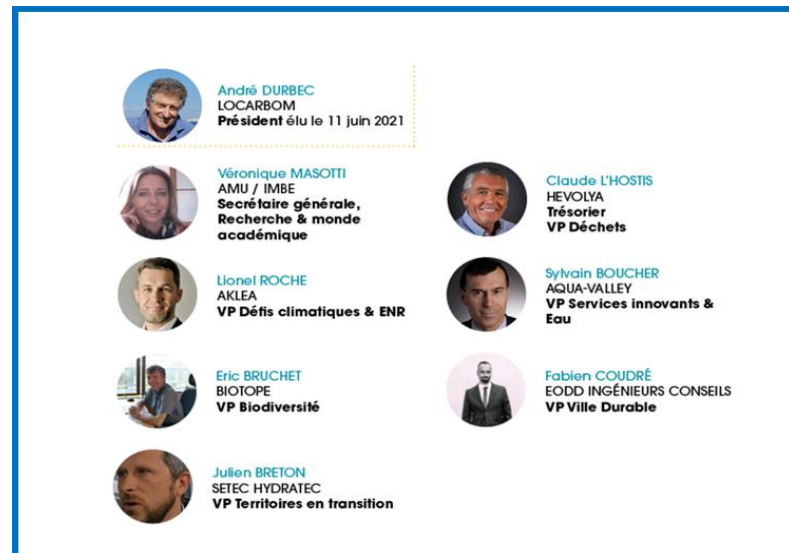 André DURBEC
LOCARBOM
Président élu le 11 juin 2021
Véronique MASOTTI
AMU / IMBE
Secrétaire générale,
Recherche & monde
académique
Claude L'HOSTIS
HEVOLYA
Trésorier
VP Déchets
Lionel ROCHE
AKLEA
VP Défis climatiques & ENR
Sylvain BOUCHER
AQUA-VALLEY
VP Services innovants &
Eau
Eric BRUCHET
BIOTOPE
VP Biodiversité
Fabien COUDRÉ
EODD INGÉNIEURS CONSEILS
VP Ville Durable
Julien BRETON
SETEC HYDRATEC
VP Territoires en transition